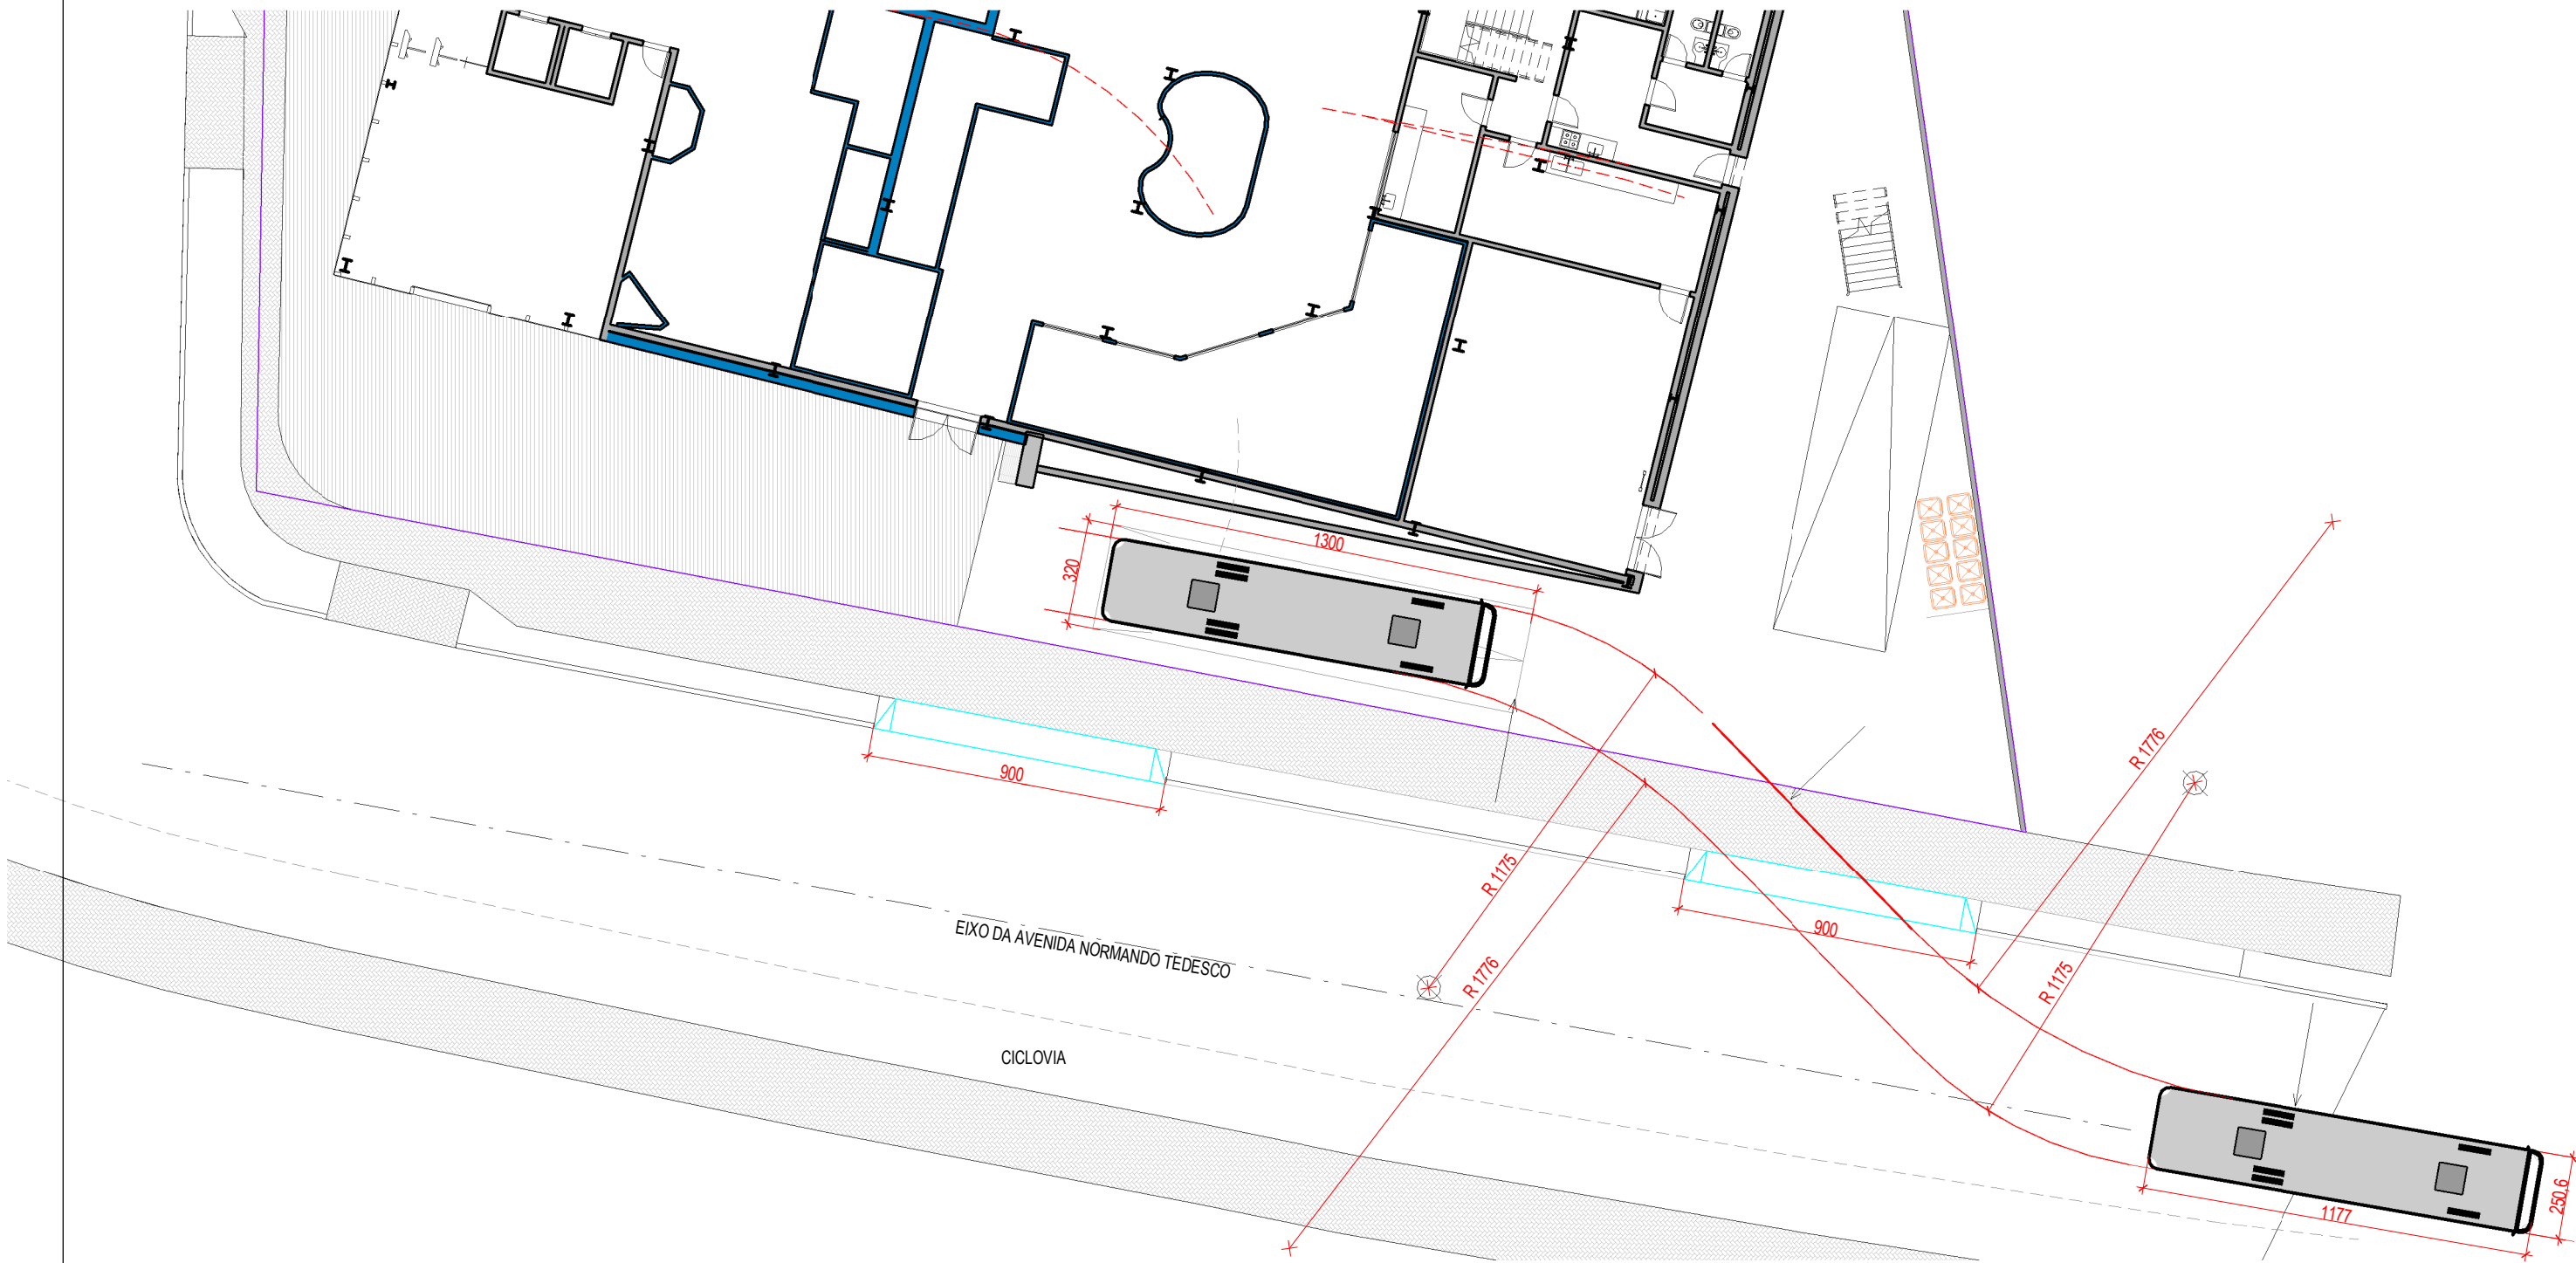 1300
320
900
R 1776
R 1175
R 1776
900
R 1175
EIXO DA AVENIDA NORMANDO TEDESCO
CICLOVIA
1177
250,6